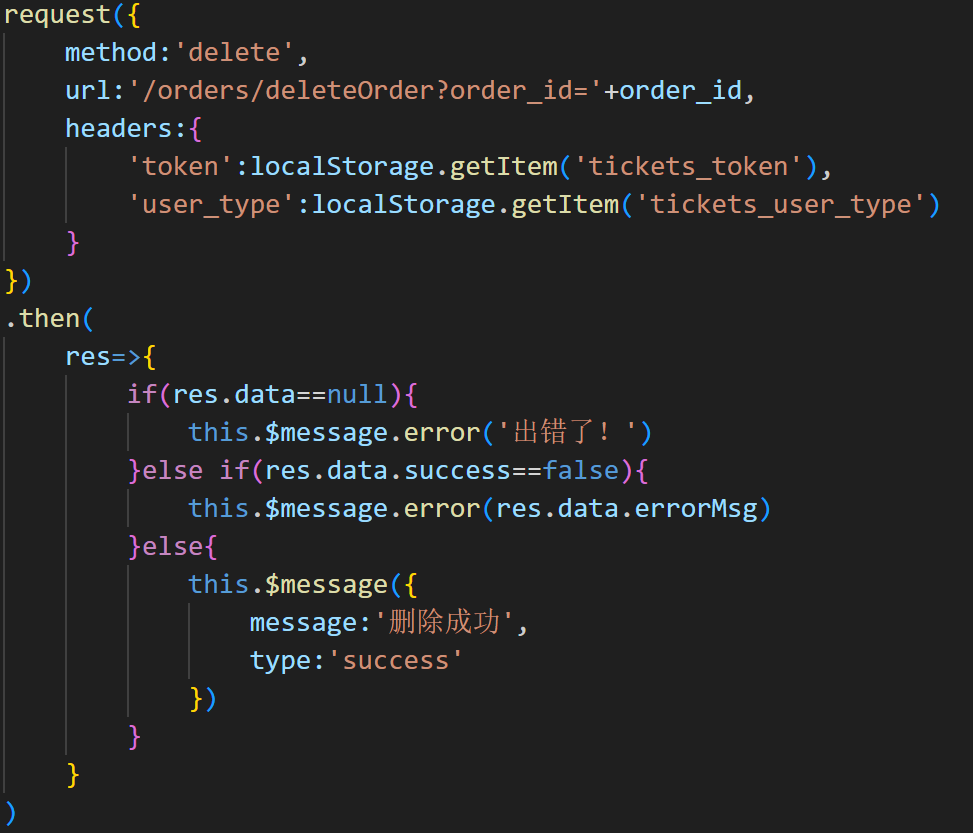 request({
    method:'delete',
    url:'/orders/deleteOrder?order_id='+order_id,
    headers:{
        'token':localStorage.getItem('tickets_token'),
        'user_type':localStorage.getItem('tickets_user_type')
    }
})
.then(
    res=>{
        if(res.data==null){
            this.$message.error('出错了！')
        }else if(res.data.success==false){
            this.$message.error(res.data.errorMsg)
        }else{
            this.$message({
                message:'删除成功',
                type:'success'
            })
        }
    }
)